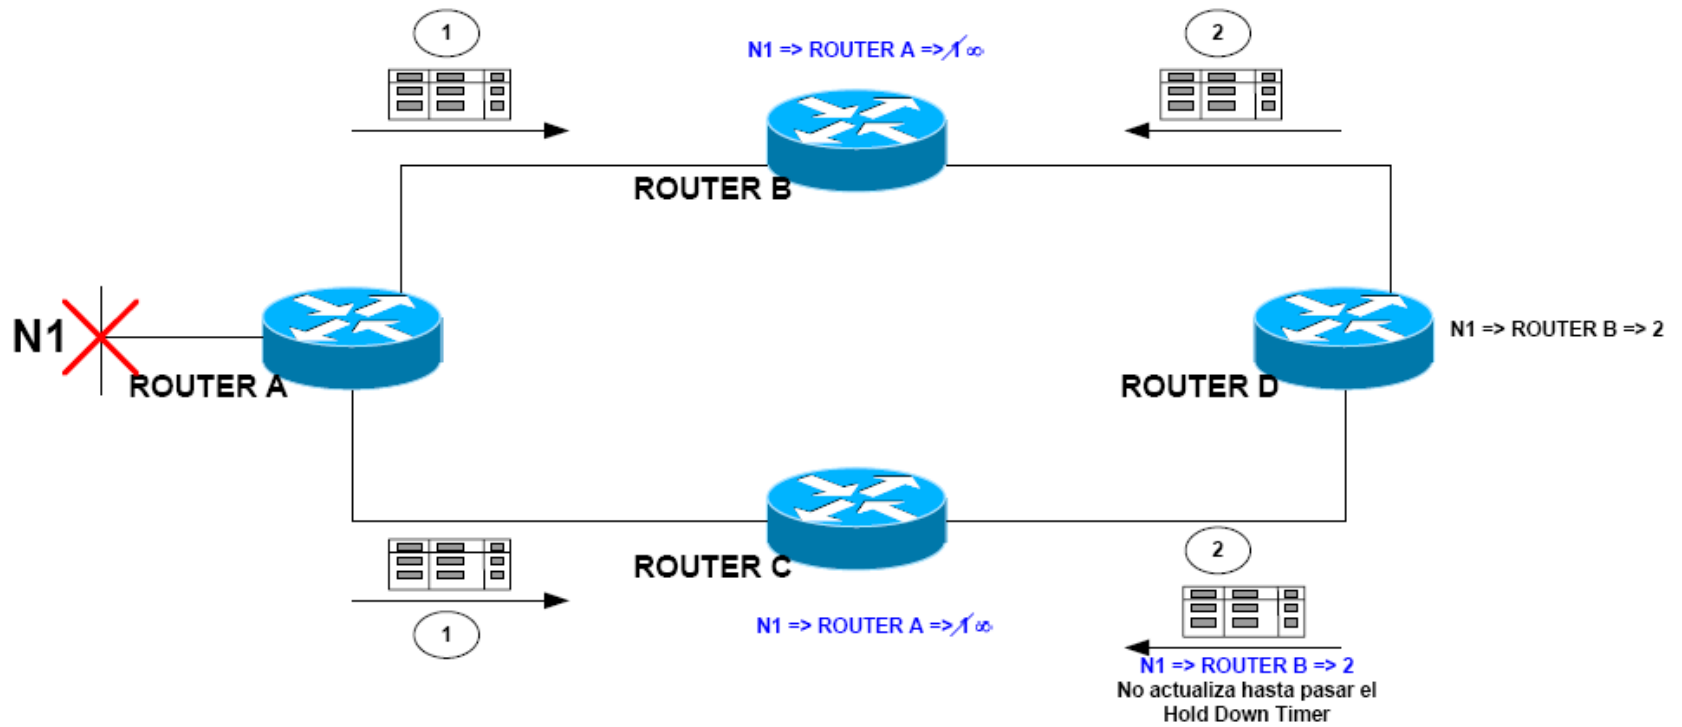 1
2
N1 => ROUTER A => 1 ∞
ROUTER B
N1
ROUTER A
N1 => ROUTER B => 2
ROUTER D
ROUTER C
1
N1 => ROUTER A => 1 ∞
2
N1 => ROUTER B => 2
No actualiza hasta pasar el
Hold Down Timer